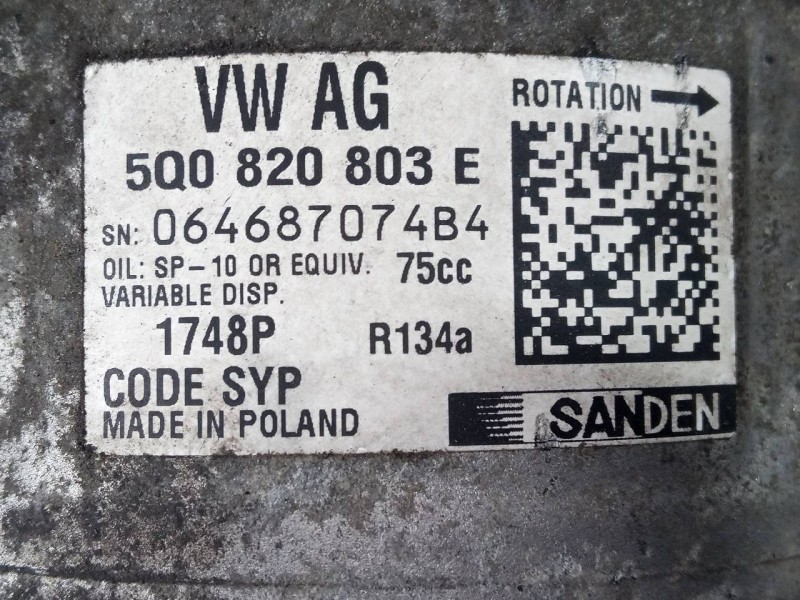 VW AG
ROTATION
5Q0 820 803 E
SN: 064687074B4
OIL: SP-10 OR EQUIV. 75cc
VARIABLE DISP.
1748P R134a
CODE SYP
MADE IN POLAND
SANDEN